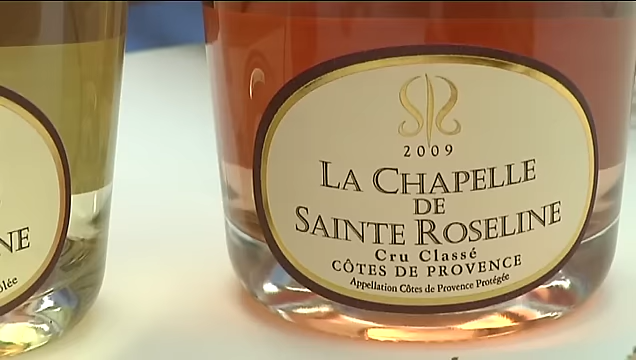 2009
LA CHAPELLE
DE
SAINTE ROSELINE
Cru Classé
CÔTES DE PROVENCE
Appellation Côtes de Provence Protégée